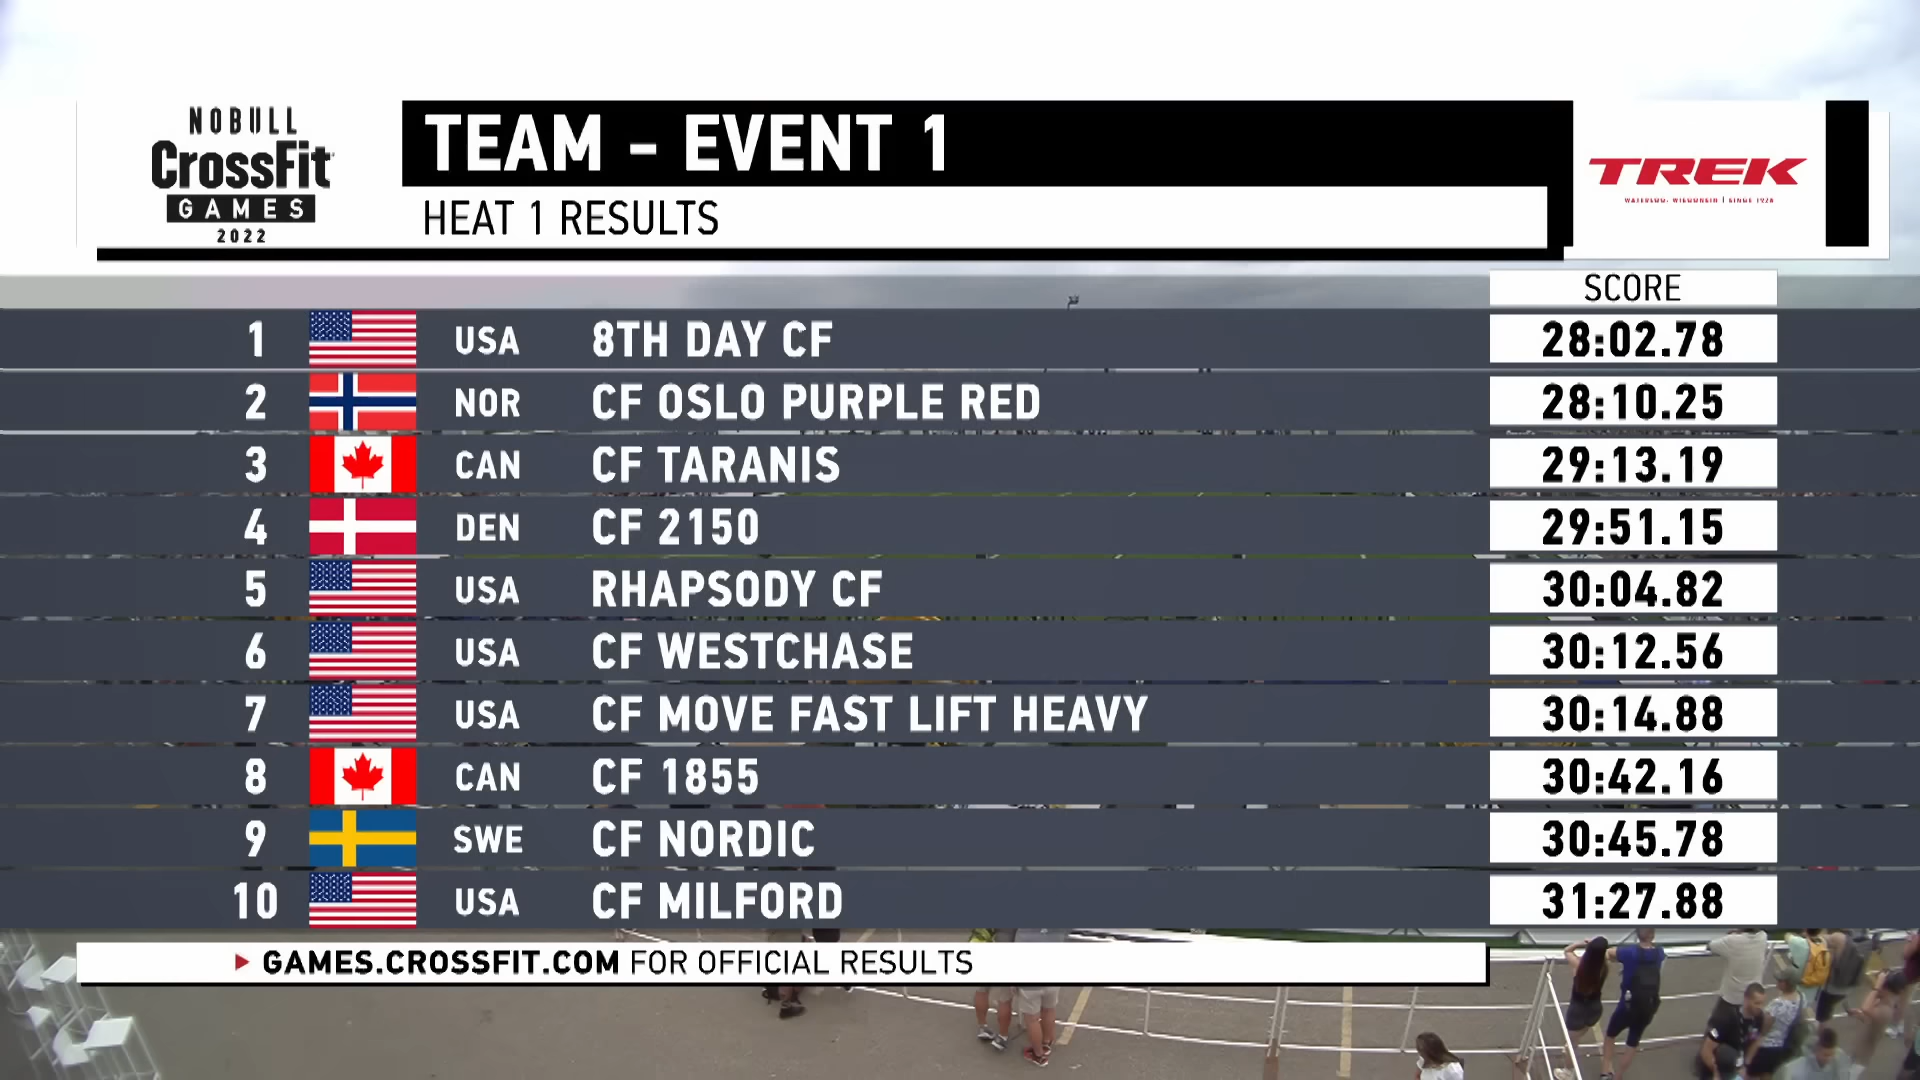 NOBULL
CrossFit
GAMES
2022
TEAM - EVENT 1
HEAT 1 RESULTS
TREK
WATERLOO, WISCONSIN | SINCE 1976
SCORE
1 USA 8TH DAY CF 28:02.78
2 NOR CF OSLO PURPLE RED 28:10.25
3 CAN CF TARANIS 29:13.19
4 DEN CF 2150 29:51.15
5 USA RHAPSODY CF 30:04.82
6 USA CF WESTCHASE 30:12.56
7 USA CF MOVE FAST LIFT HEAVY 30:14.88
8 CAN CF 1855 30:42.16
9 SWE CF NORDIC 30:45.78
10 USA CF MILFORD 31:27.88
GAMES.CROSSFIT.COM FOR OFFICIAL RESULTS